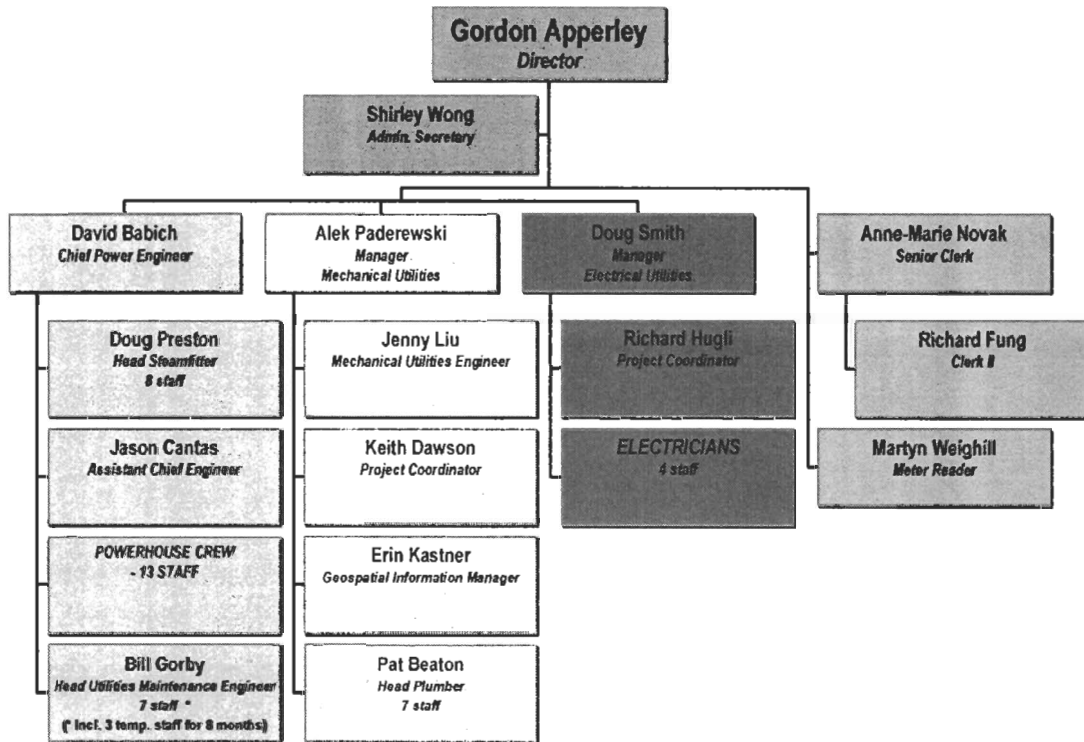 Gordon Apperley
Director
Shirley Wong
Admin. Secretary
David Babich
Chief Power Engineer
Alek Paderewski
Manager
Mechanical Utilities
Doug Smith
Manager
Electrical Utilities
Anne-Marie Novak
Senior Clerk
Doug Preston
Head Steamfitter
8 staff
Jenny Liu
Mechanical Utilities Engineer
Richard Hugli
Project Coordinator
Richard Fung
Clerk II
Jason Cantas
Assistant Chief Engineer
Keith Dawson
Project Coordinator
ELECTRICIANS
4 staff
Martyn Weighill
Meter Reader
POWERHOUSE CREW
- 13 STAFF
Erin Kastner
Geospatial Information Manager
Bill Gorby
Head Utilities Maintenance Engineer
7 staff *
(* Incl. 3 temp. staff for 8 months)
Pat Beaton
Head Plumber
7 staff